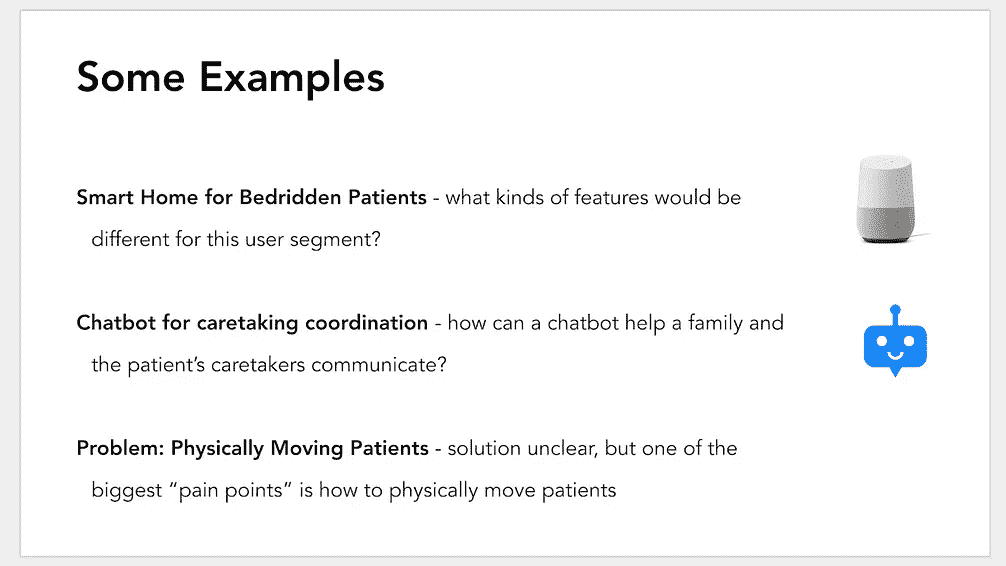 Some Examples
Smart Home for Bedridden Patients - what kinds of features would be
different for this user segment?
Chatbot for caretaking coordination - how can a chatbot help a family and
the patient’s caretakers communicate?
Problem: Physically Moving Patients - solution unclear, but one of the
biggest “pain points” is how to physically move patients